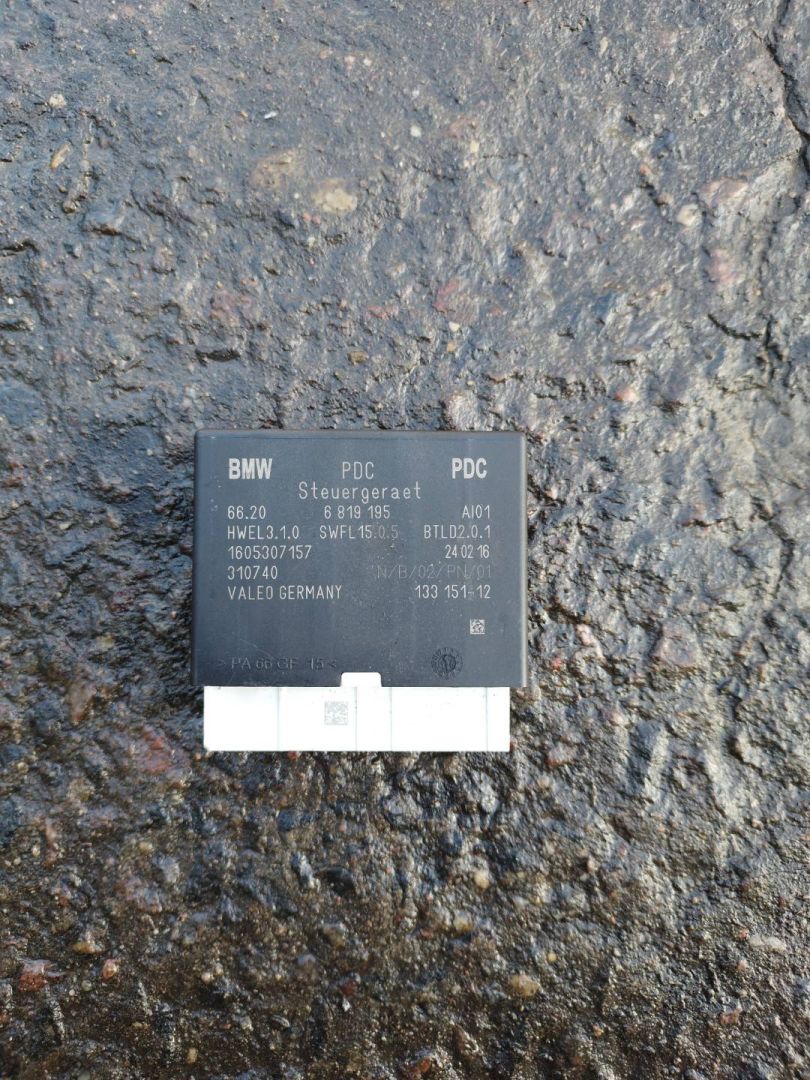 BMW PDC PDC
Steuergeraet
66.20 6 819 195 AI01
HWEL3.1.0 SWFL15.0.5 BTLD2.0.1
1605307157 24 02 16
310740 N/B/02/PN/01
VALEO GERMANY 133 151-12
>PA 66 GF 15<